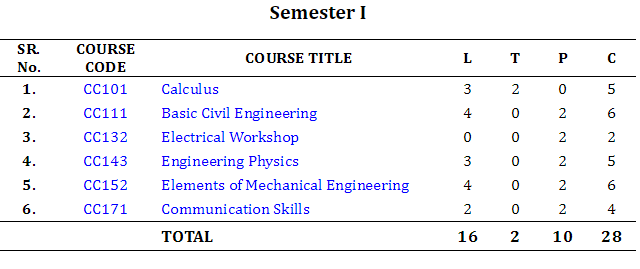 Semester I
SR. No. COURSE CODE COURSE TITLE L T P C
1. CC101 Calculus 3 2 0 5
2. CC111 Basic Civil Engineering 4 0 2 6
3. CC132 Electrical Workshop 0 0 2 2
4. CC143 Engineering Physics 3 0 2 5
5. CC152 Elements of Mechanical Engineering 4 0 2 6
6. CC171 Communication Skills 2 0 2 4
TOTAL 16 2 10 28